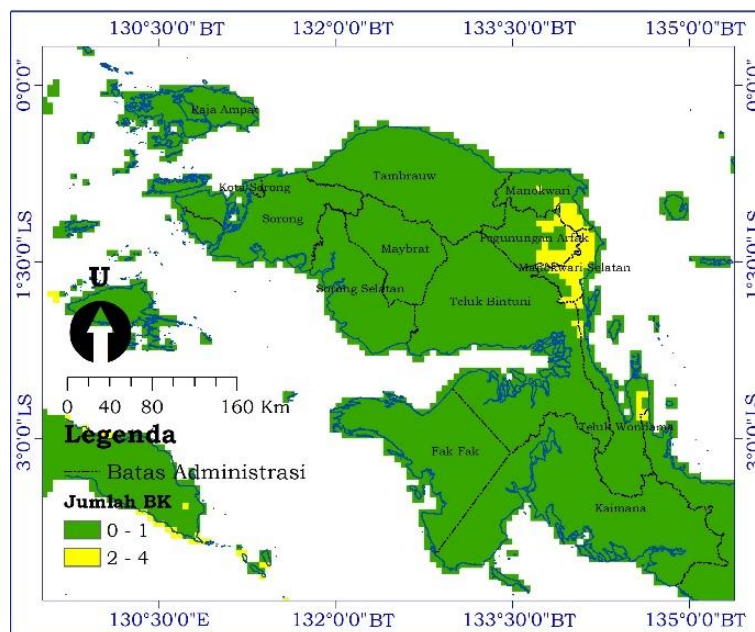 130°30'0"BT 132°0'0"BT 133°30'0"BT 135°0'0"BT
0°0'0"
0°0'0"
Raja Ampat
Kota Sorong
Tambrauw
Manokwari
Sorong
Maybrat
Pegunungan Arfak
1°30'0"LS
1°30'0"LS
Manokwari Selatan
Sorong Selatan
Teluk Bintuni
U
0 40 80 160 Km
Legenda
Batas Administrasi
Jumlah BK
0 - 1
2 - 4
3°0'0"LS
3°0'0"LS
Teluk Wondama
Fak Fak
Kaimana
130°30'0"E 132°0'0"BT 133°30'0"BT 135°0'0"BT